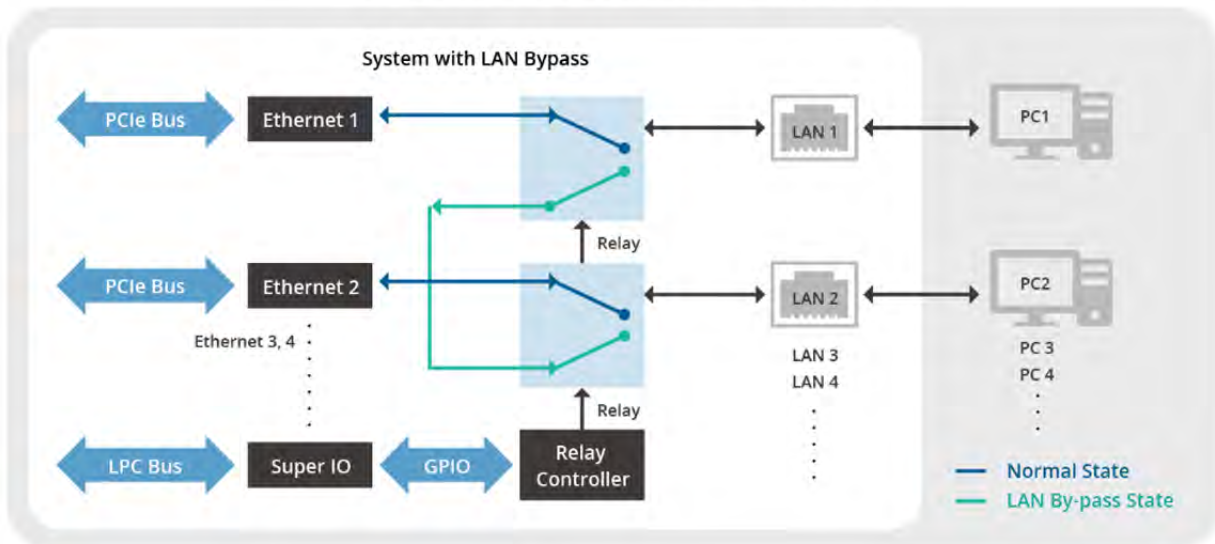 System with LAN Bypass
PCIe Bus
Ethernet 1
LAN 1
PC1
Relay
PCIe Bus
Ethernet 2
LAN 2
PC2
Ethernet 3, 4
LAN 3
PC 3
LAN 4
PC 4
Relay
LPC Bus
Super IO
GPIO
Relay
Controller
Normal State
LAN By-pass State